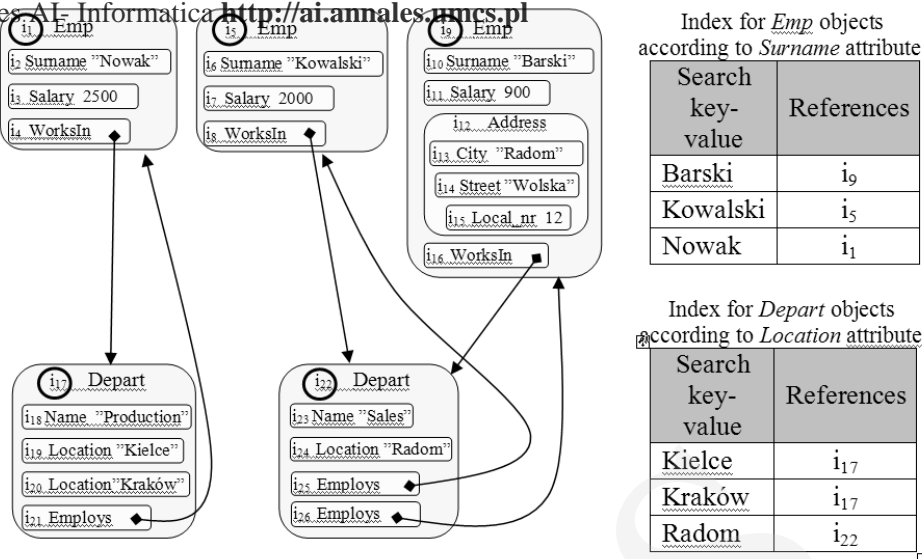 es AI- Informatica http://ai.annales.umcs.pl
i1 Emp
i2 Surname ”Nowak”
i3 Salary 2500
i4 WorksIn
i5 Emp
i6 Surname ”Kowalski”
i7 Salary 2000
i8 WorksIn
i9 Emp
i10 Surname ”Barski”
i11 Salary 900
i12 Address
i13 City ”Radom”
i14 Street ”Wolska”
i15 Local_nr 12
i16 WorksIn
i17 Depart
i18 Name ”Production”
i19 Location ”Kielce”
i20 Location”Kraków”
i21 Employs
i22 Depart
i23 Name ”Sales”
i24 Location ”Radom”
i25 Employs
i26 Employs
Index for Emp objects
according to Surname attribute
Search
key-
value
References
Barski i9
Kowalski i5
Nowak i1
Index for Depart objects
according to Location attribute
Search
key-
value
References
Kielce i17
Kraków i17
Radom i22